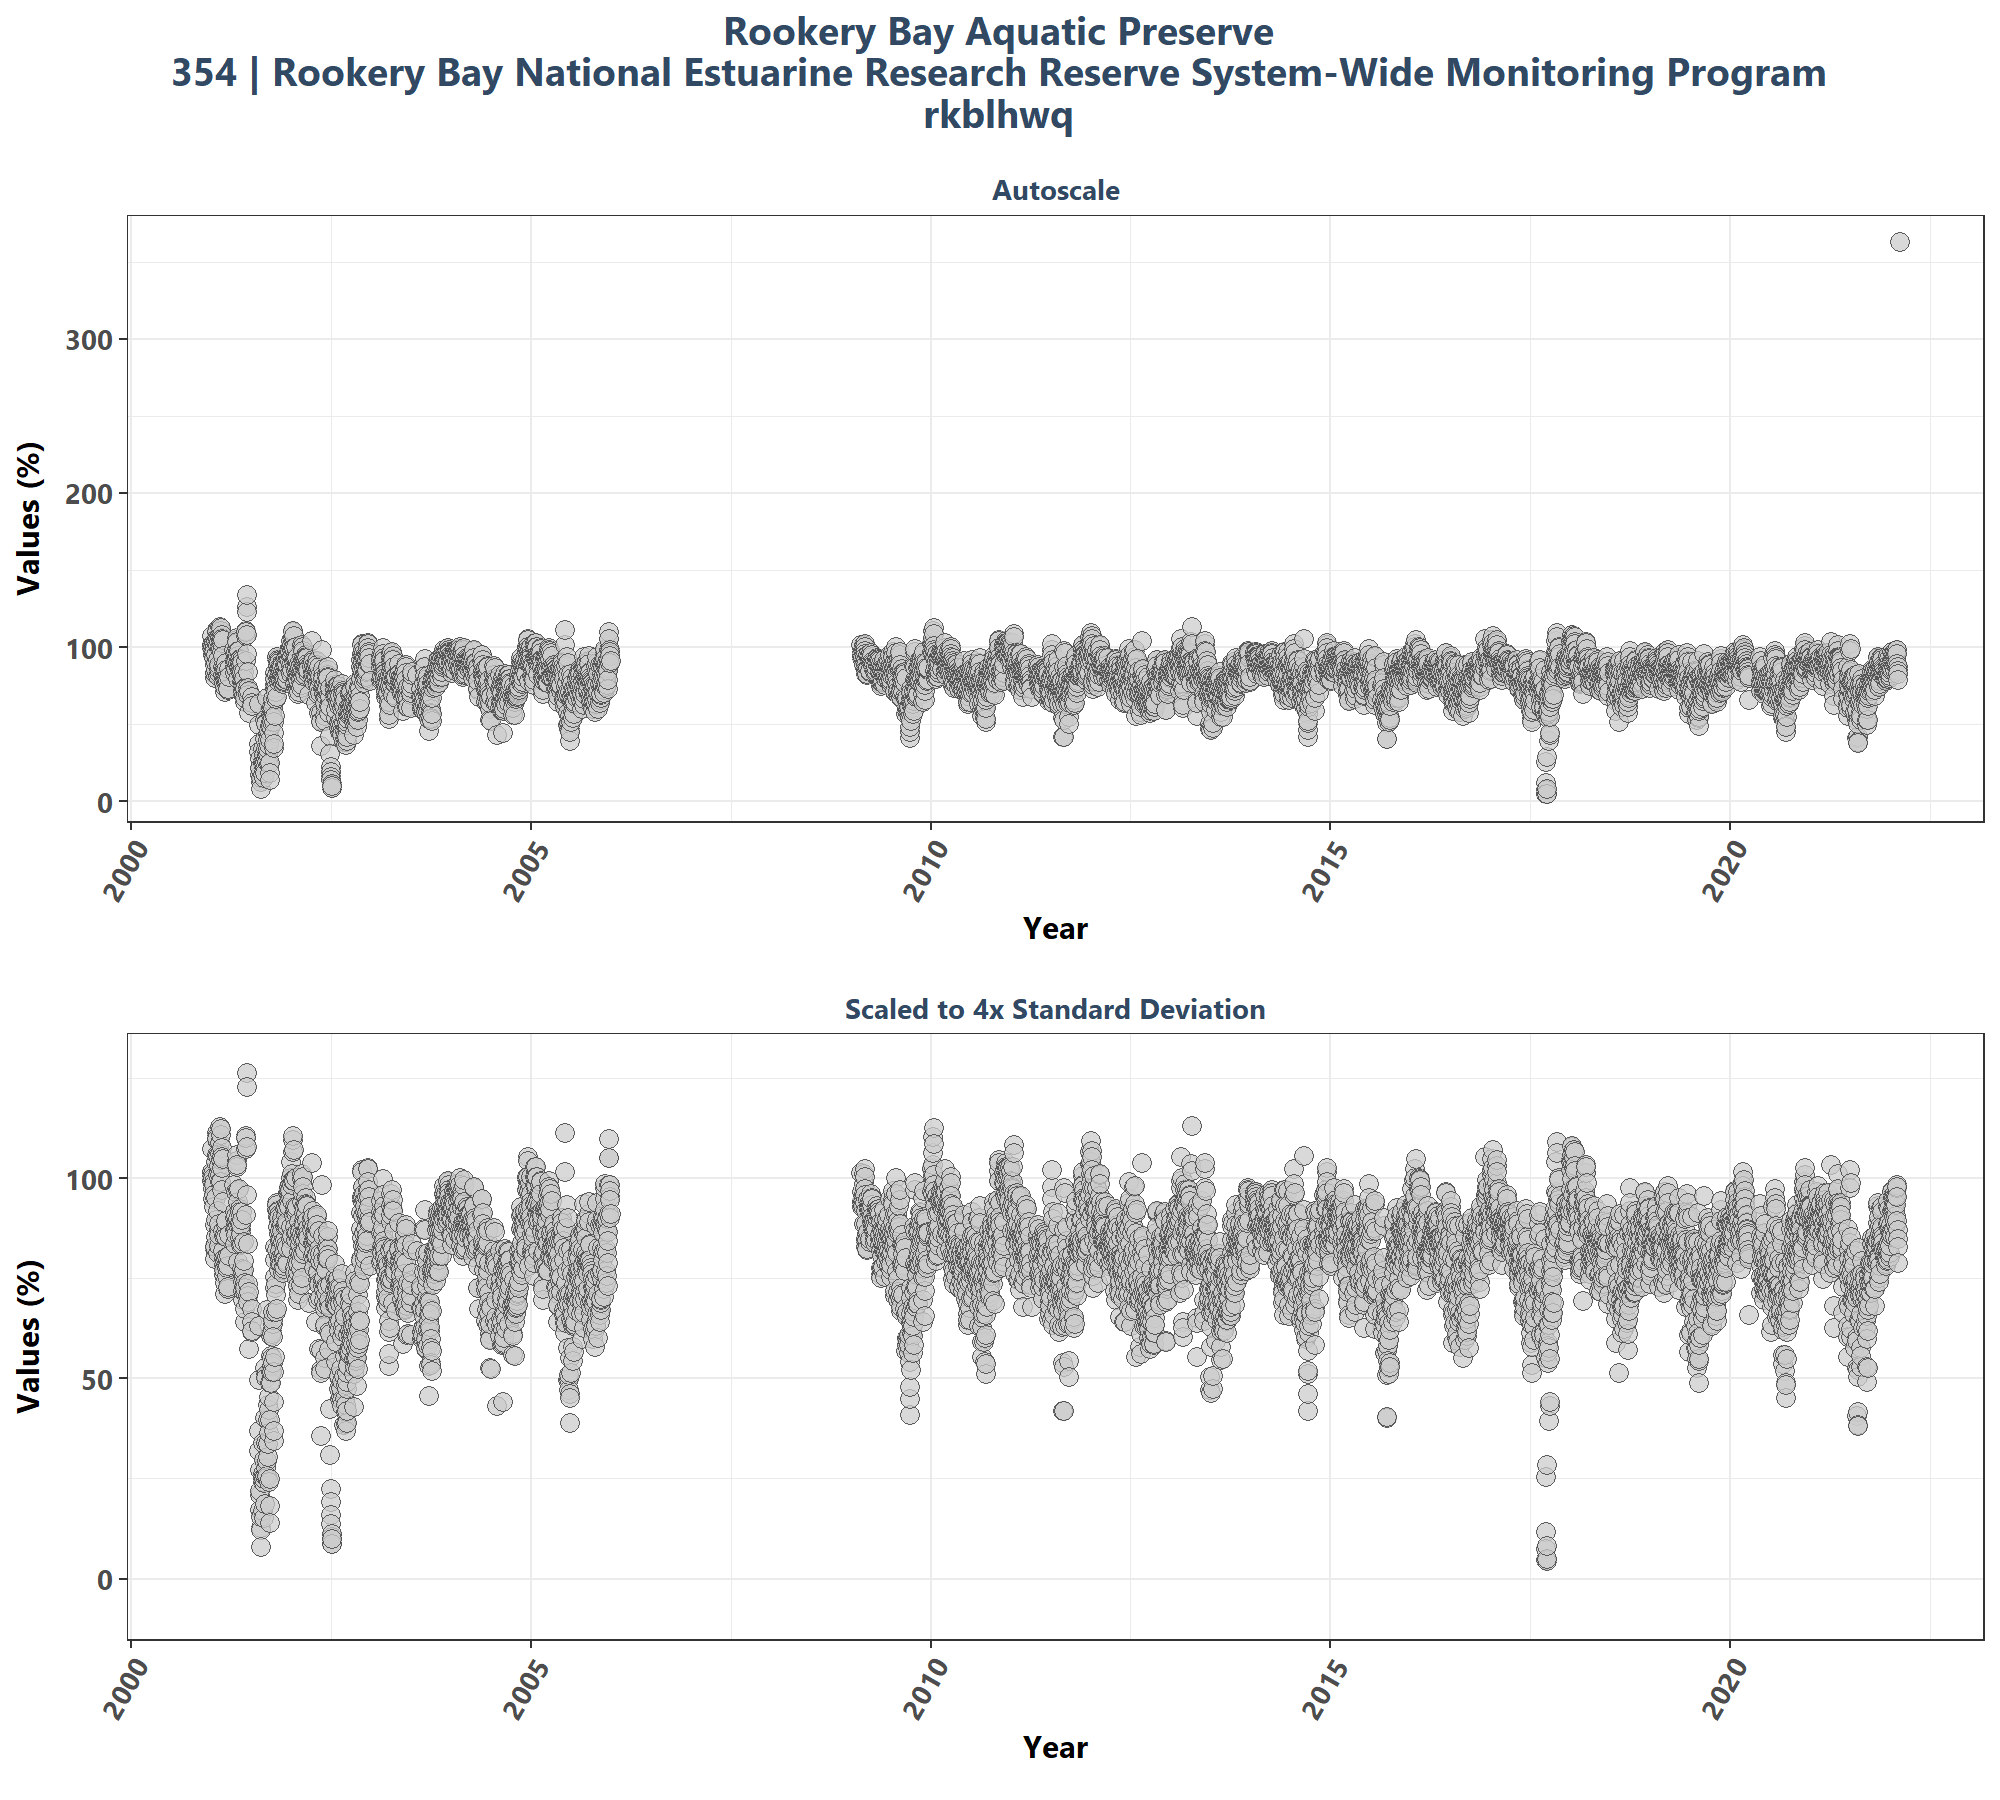 Rookery Bay Aquatic Preserve
354 | Rookery Bay National Estuarine Research Reserve System-Wide Monitoring Program
rkblhwq
Autoscale
Values (%)
300
200
100
0
2000
2005
2010
2015
2020
Year
Scaled to 4x Standard Deviation
Values (%)
100
50
0
2000
2005
2010
2015
2020
Year